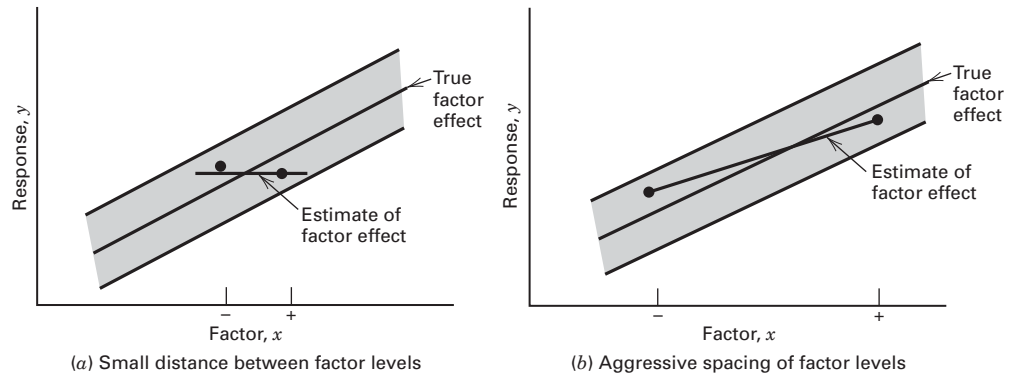 Response, y
True
factor
effect
Estimate of
factor effect
− +
Factor, x
(a) Small distance between factor levels
Response, y
True
factor
effect
Estimate of
factor effect
− +
Factor, x
(b) Aggressive spacing of factor levels